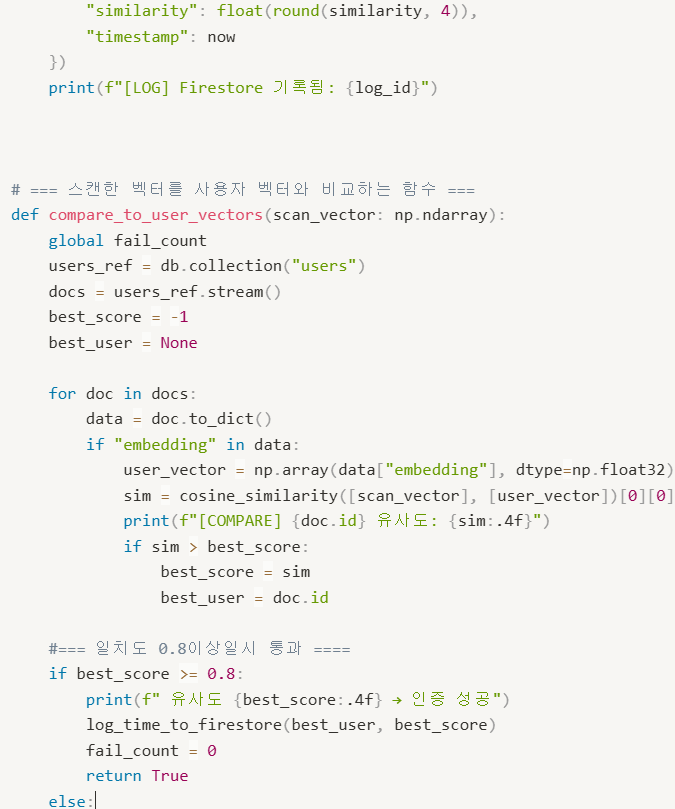 "similarity": float(round(similarity, 4)),
        "timestamp": now
    })
    print(f"[LOG] Firestore 기록됨: {log_id}")
# === 스캔한 벡터를 사용자 벡터와 비교하는 함수 ===
def compare_to_user_vectors(scan_vector: np.ndarray):
    global fail_count
    users_ref = db.collection("users")
    docs = users_ref.stream()
    best_score = -1
    best_user = None
    for doc in docs:
        data = doc.to_dict()
        if "embedding" in data:
            user_vector = np.array(data["embedding"], dtype=np.float32)
            sim = cosine_similarity([scan_vector], [user_vector])[0][0]
            print(f"[COMPARE] {doc.id} 유사도: {sim:.4f}")
            if sim > best_score:
                best_score = sim
                best_user = doc.id
    #=== 일치도 0.8이상일시 통과 ====
    if best_score >= 0.8:
        print(f" 유사도 {best_score:.4f} → 인증 성공")
        log_time_to_firestore(best_user, best_score)
        fail_count = 0
        return True
    else: